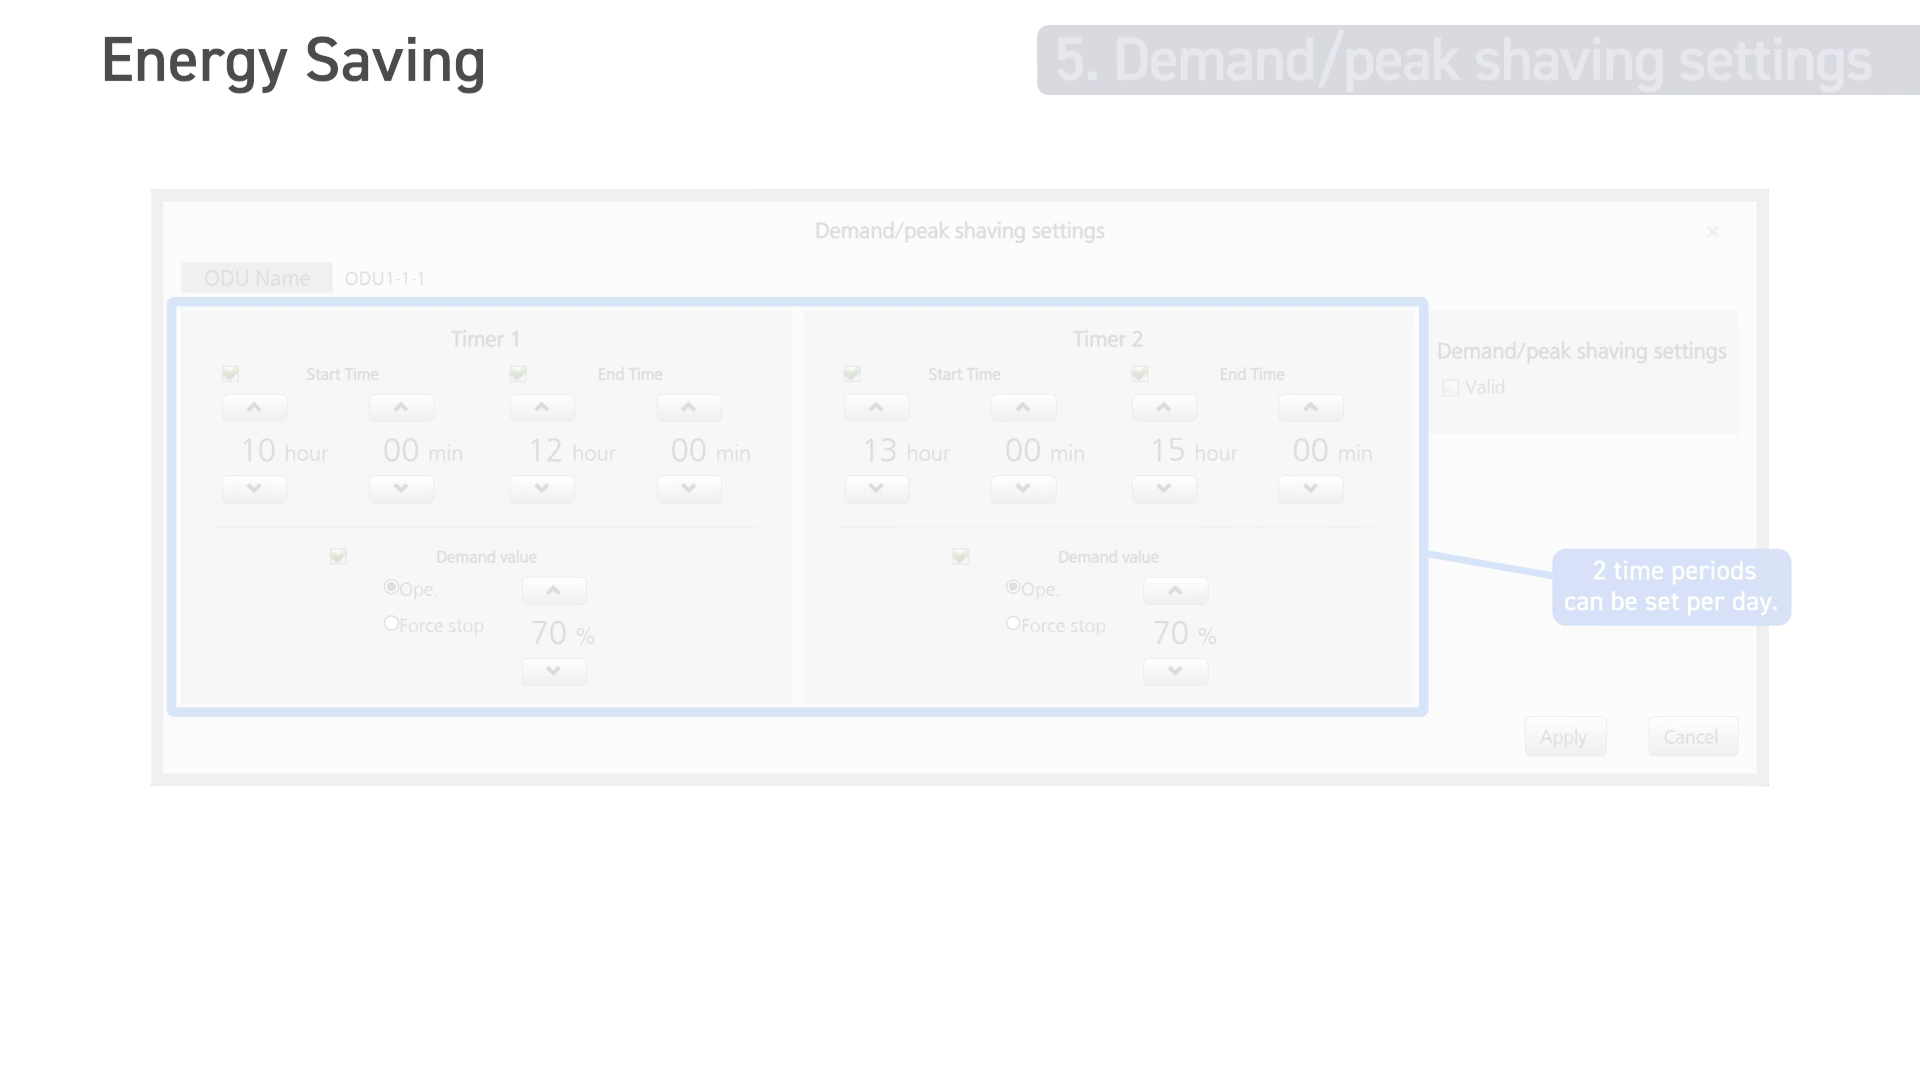 Energy Saving
5. Demand/peak shaving settings
Demand/peak shaving settings
ODU Name ODU1-1-1
Timer 1
Start Time End Time
10 hour 00 min 12 hour 00 min
Demand value
Ope.
Force stop
70 %
Timer 2
Start Time End Time
13 hour 00 min 15 hour 00 min
Demand value
Ope.
Force stop
70 %
Demand/peak shaving settings
Valid
2 time periods
can be set per day.
Apply Cancel